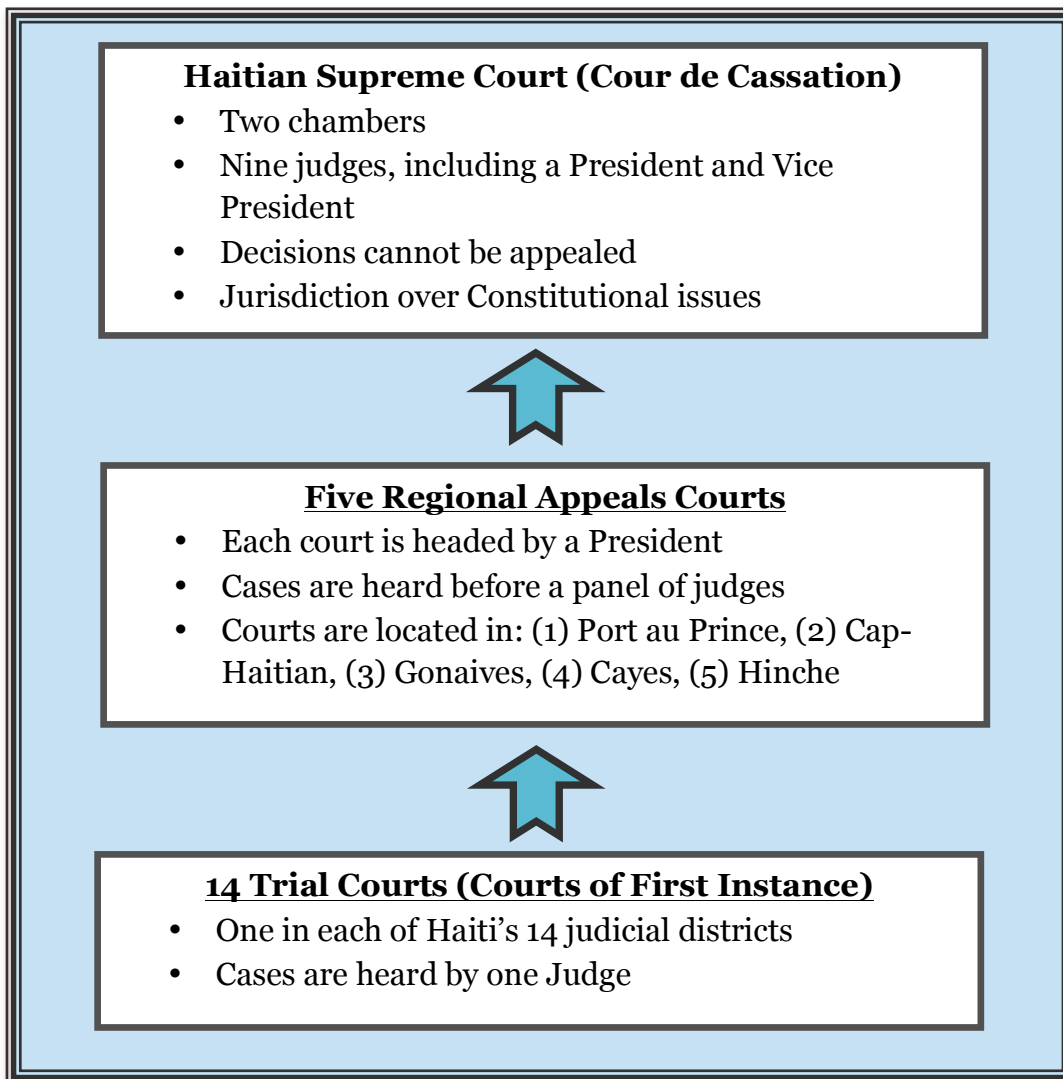 Haitian Supreme Court (Cour de Cassation)
• Two chambers
• Nine judges, including a President and Vice
President
• Decisions cannot be appealed
• Jurisdiction over Constitutional issues
Five Regional Appeals Courts
• Each court is headed by a President
• Cases are heard before a panel of judges
• Courts are located in: (1) Port au Prince, (2) Cap-
Haitian, (3) Gonaives, (4) Cayes, (5) Hinche
14 Trial Courts (Courts of First Instance)
• One in each of Haiti’s 14 judicial districts
• Cases are heard by one Judge